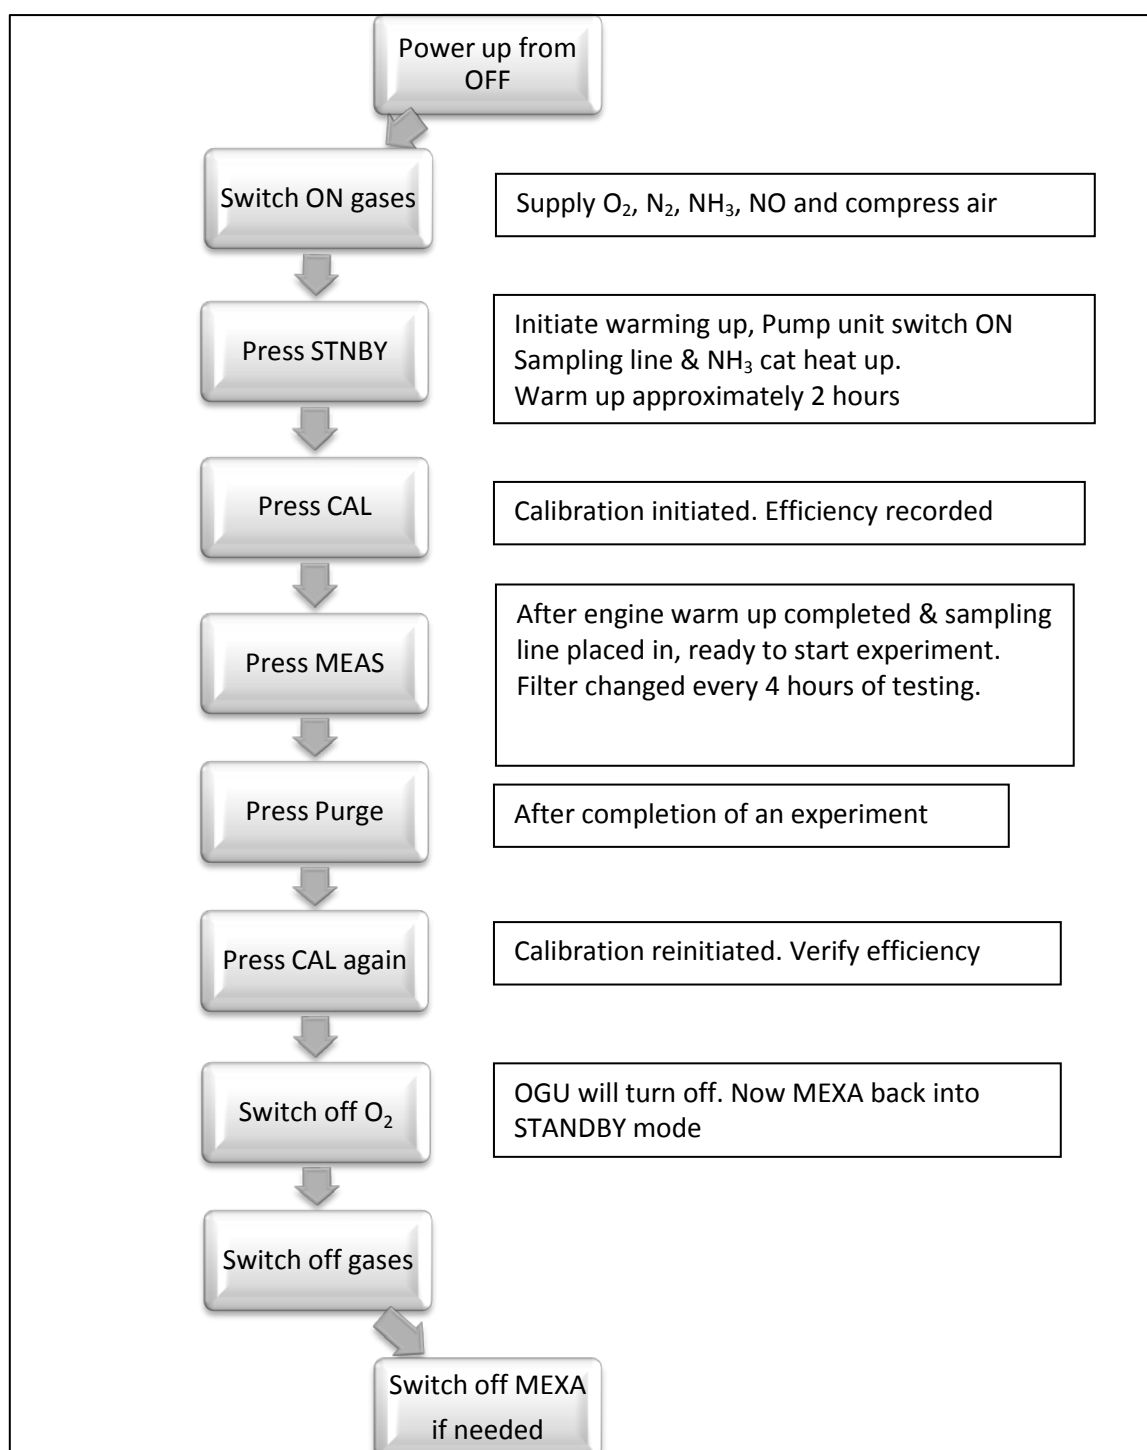 Power up from
OFF
Switch ON gases
Supply O₂, N₂, NH₃, NO and compress air
Press STNBY
Initiate warming up, Pump unit switch ON
Sampling line & NH₃ cat heat up.
Warm up approximately 2 hours
Press CAL
Calibration initiated. Efficiency recorded
Press MEAS
After engine warm up completed & sampling
line placed in, ready to start experiment.
Filter changed every 4 hours of testing.
Press Purge
After completion of an experiment
Press CAL again
Calibration reinitiated. Verify efficiency
Switch off O₂
OGU will turn off. Now MEXA back into
STANDBY mode
Switch off gases
Switch off MEXA
if needed